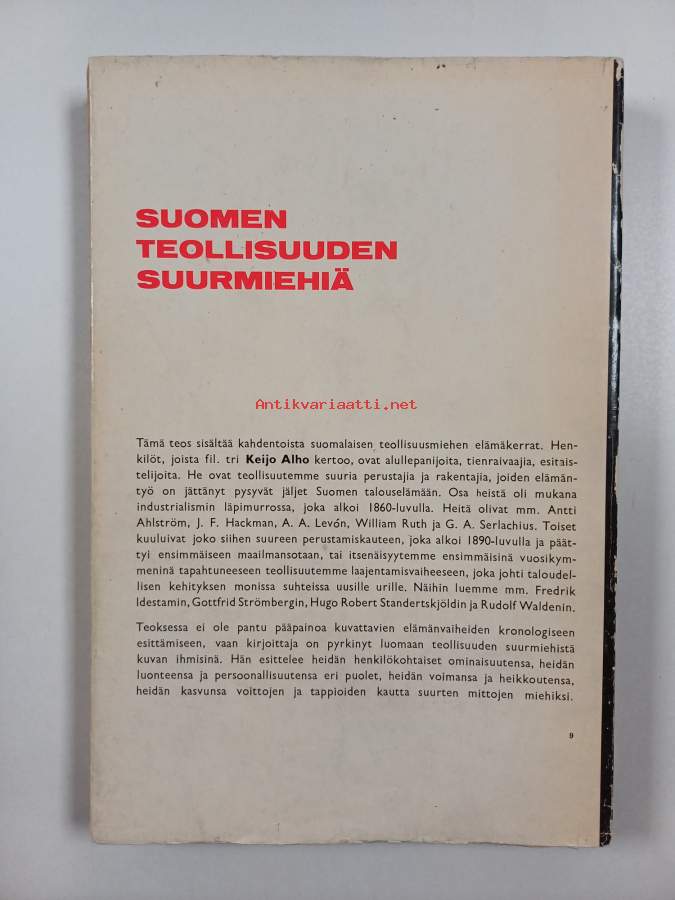 SUOMEN
TEOLLISUUDEN
SUURMIEHIÄ
Antikvariaatti.net
Tämä teos sisältää kahdentoista suomalaisen teollisuusmiehen elämäkerrat. Hen-
kilöt, joista fil. tri Keijo Alho kertoo, ovat alullepanijoita, tienraivaajia, esitais-
telijoita. He ovat teollisuutemme suuria perustajia ja rakentajia, joiden elämän-
työ on jättänyt pysyvät jäljet Suomen talouselämään. Osa heistä oli mukana
industrialismin läpimurrossa, joka alkoi 1860-luvulla. Heitä olivat mm. Antti
Ahlström, J. F. Hackman, A. A. Levón, William Ruth ja G. A. Serlachius. Toiset
kuuluivat joko siihen suureen perustamiskauteen, joka alkoi 1890-luvulla ja päät-
tyi ensimmäiseen maailmansotaan, tai itsenäisyytemme ensimmäisinä vuosikym-
meninä tapahtuneeseen teollisuutemme laajentamisvaiheeseen, joka johti taloudel-
lisen kehityksen monissa suhteissa uusille urille. Näihin luemme mm. Fredrik
Idestamin, Gottfrid Strömbergin, Hugo Robert Standertskjöldin ja Rudolf Waldenin.
Teoksessa ei ole pantu pääpainoa kuvattavien elämänvaiheiden kronologiseen
esittämiseen, vaan kirjoittaja on pyrkinyt luomaan teollisuuden suurmiehistä
kuvan ihmisinä. Hän esittelee heidän henkilökohtaiset ominaisuutensa, heidän
luonteensa ja persoonallisuutensa eri puolet, heidän voimansa ja heikkoutensa,
heidän kasvunsa voittojen ja tappioiden kautta suurten mittojen miehiksi.
9